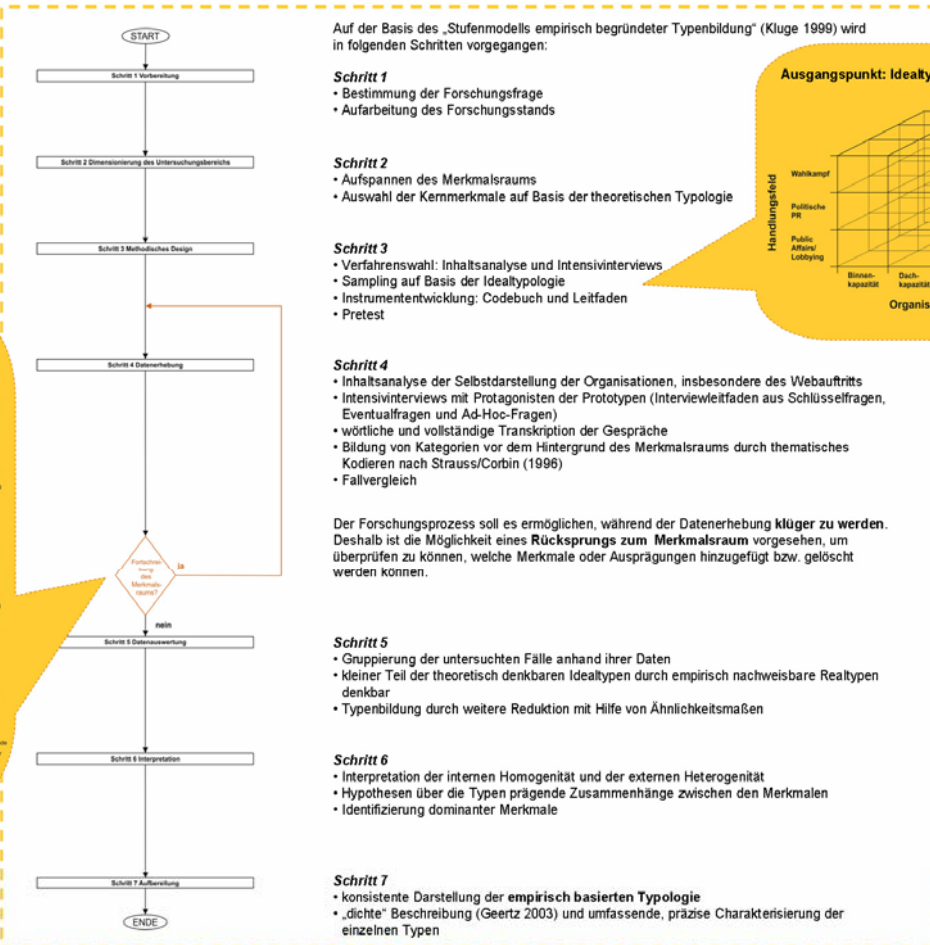 START
Schritt 1 Vorbereitung
Schritt 2 Dimensionierung des Untersuchungsbereichs
Schritt 3 Methodisches Design
Schritt 4 Datenerhebung
Fortschrei-
bung
des
Merkmals-
raums?
ja
nein
Schritt 5 Datenauswertung
Schritt 6 Interpretation
Schritt 7 Aufbereitung
ENDE
Auf der Basis des „Stufenmodells empirisch begründeter Typenbildung“ (Kluge 1999) wird
in folgenden Schritten vorgegangen:
Schritt 1
• Bestimmung der Forschungsfrage
• Aufarbeitung des Forschungsstands
Schritt 2
• Aufspannen des Merkmalsraums
• Auswahl der Kernmerkmale auf Basis der theoretischen Typologie
Schritt 3
• Verfahrenswahl: Inhaltsanalyse und Intensivinterviews
• Sampling auf Basis der Idealtypologie
• Instrumententwicklung: Codebuch und Leitfaden
• Pretest
Schritt 4
• Inhaltsanalyse der Selbstdarstellung der Organisationen, insbesondere des Webauftritts
• Intensivinterviews mit Protagonisten der Prototypen (Interviewleitfaden aus Schlüsselfragen,
Eventualfragen und Ad-Hoc-Fragen)
• wörtliche und vollständige Transkription der Gespräche
• Bildung von Kategorien vor dem Hintergrund des Merkmalsraums durch thematisches
Kodieren nach Strauss/Corbin (1996)
• Fallvergleich
Der Forschungsprozess soll es ermöglichen, während der Datenerhebung klüger zu werden.
Deshalb ist die Möglichkeit eines Rücksprungs zum Merkmalsraum vorgesehen, um
überprüfen zu können, welche Merkmale oder Ausprägungen hinzugefügt bzw. gelöscht
werden können.
Schritt 5
• Gruppierung der untersuchten Fälle anhand ihrer Daten
• kleiner Teil der theoretisch denkbaren Idealtypen durch empirisch nachweisbare Realtypen
denkbar
• Typenbildung durch weitere Reduktion mit Hilfe von Ähnlichkeitsmaßen
Schritt 6
• Interpretation der internen Homogenität und der externen Heterogenität
• Hypothesen über die Typen prägende Zusammenhänge zwischen den Merkmalen
• Identifizierung dominanter Merkmale
Schritt 7
• konsistente Darstellung der empirisch basierten Typologie
• „dichte“ Beschreibung (Geertz 2003) und umfassende, präzise Charakterisierung der
einzelnen Typen
Ausgangspunkt: Idealty
Handlungsfeld
Wahlkampf
Politische
PR
Public
Affairs/
Lobbying
Binnen-
kapazität
Dach-
kapazität
Organis